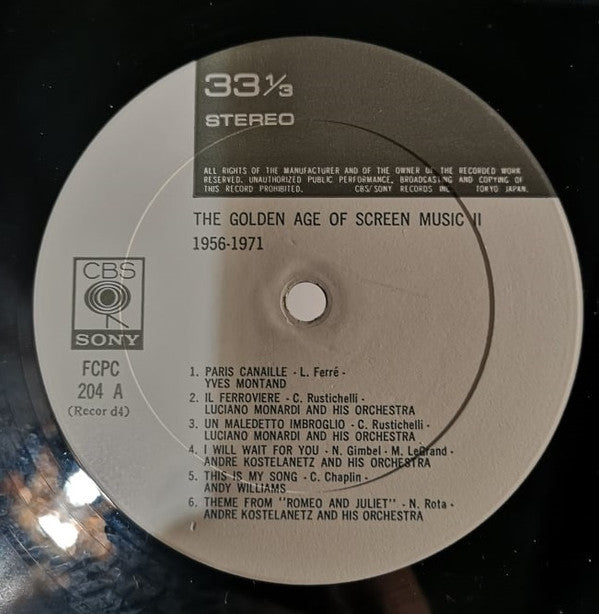 33⅓
STEREO
ALL RIGHTS OF THE MANUFACTURER AND OF THE OWNER OF THE RECORDED WORK
RESERVED. UNAUTHORIZED PUBLIC PERFORMANCE, BROADCASTING AND COPYING OF
THIS RECORD PROHIBITED. CBS/SONY RECORDS INC. TOKYO JAPAN.
THE GOLDEN AGE OF SCREEN MUSIC II
1956-1971
CBS
SONY
FCPC
204 A
(Record4)
1. PARIS CANAILLE - L. Ferré -
YVES MONTAND
2. IL FERROVIERE - C. Rustichelli -
LUCIANO MONARDI AND HIS ORCHESTRA
3. UN MALEDETTO IMBROGLIO - C. Rustichelli -
LUCIANO MONARDI AND HIS ORCHESTRA
4. I WILL WAIT FOR YOU - N. Gimbel - M. LeGrand -
ANDRE KOSTELANETZ AND HIS ORCHESTRA
5. THIS IS MY SONG - C. Chaplin -
ANDY WILLIAMS
6. THEME FROM "ROMEO AND JULIET" - N. Rota -
ANDRE KOSTELANETZ AND HIS ORCHESTRA